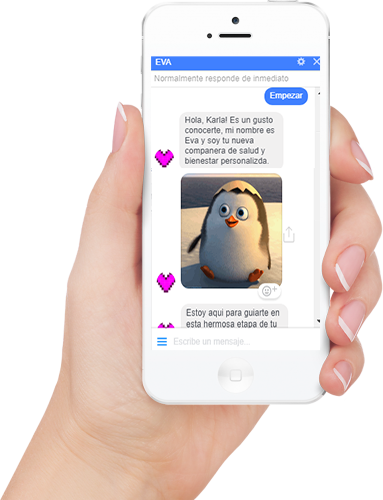 EVA
Normalmente responde de inmediato
Empezar
Hola, Karla! Es un gusto
conocerte, mi nombre es
Eva y soy tu nueva
companera de salud y
bienestar personalizda.
Estoy aqui para guiarte en
esta hermosa etapa de tu
Escribe un mensaje...